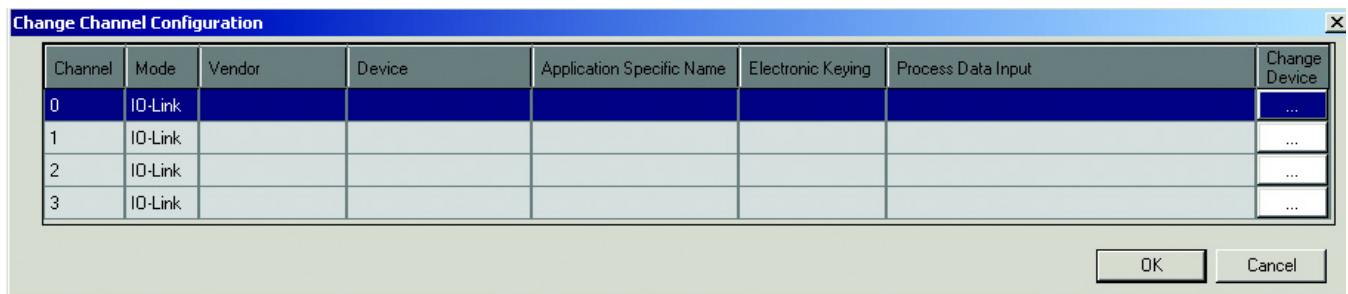 Change Channel Configuration
Channel Mode Vendor Device Application Specific Name Electronic Keying Process Data Input Change Device
0 IO-Link ...
1 IO-Link ...
2 IO-Link ...
3 IO-Link ...
OK Cancel